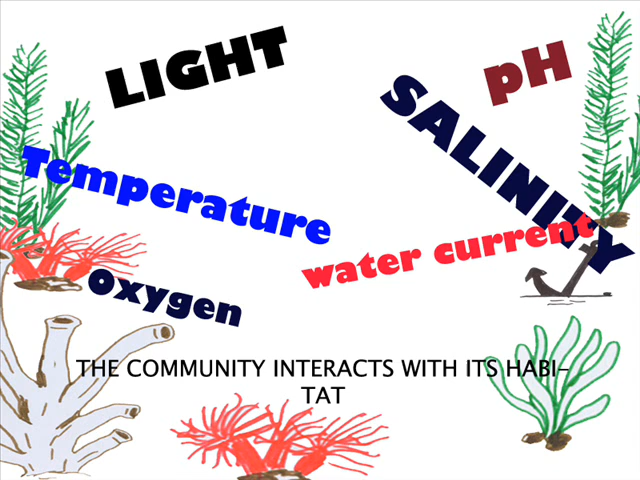 LIGHT
pH
SALINITY
Temperature
water current
Oxygen
THE COMMUNITY INTERACTS WITH ITS HABI-
TAT